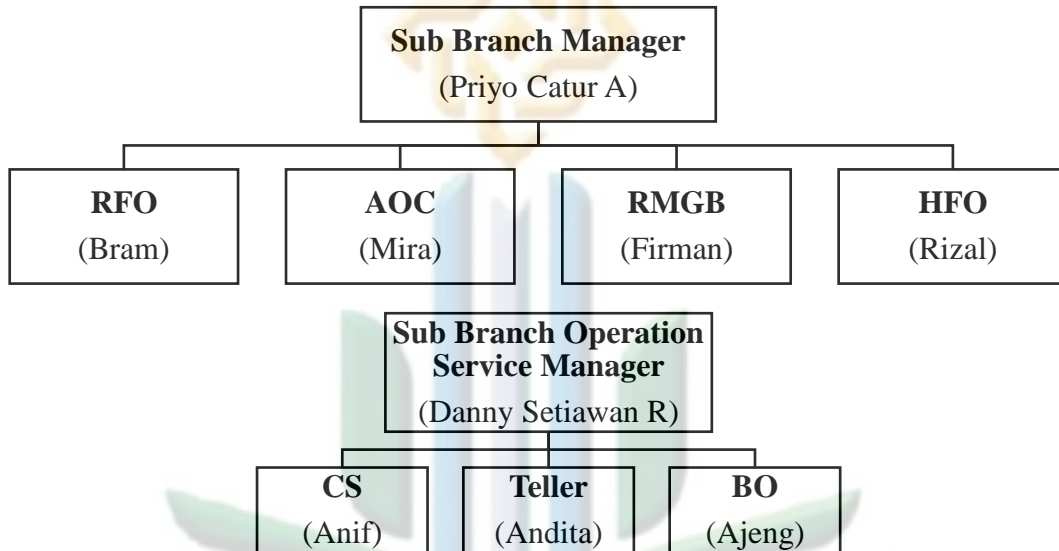 Sub Branch Manager
(Priyo Catur A)
RFO
(Bram)
AOC
(Mira)
RMGB
(Firman)
HFO
(Rizal)
Sub Branch Operation
Service Manager
(Danny Setiawan R)
CS
(Anif)
Teller
(Andita)
BO
(Ajeng)